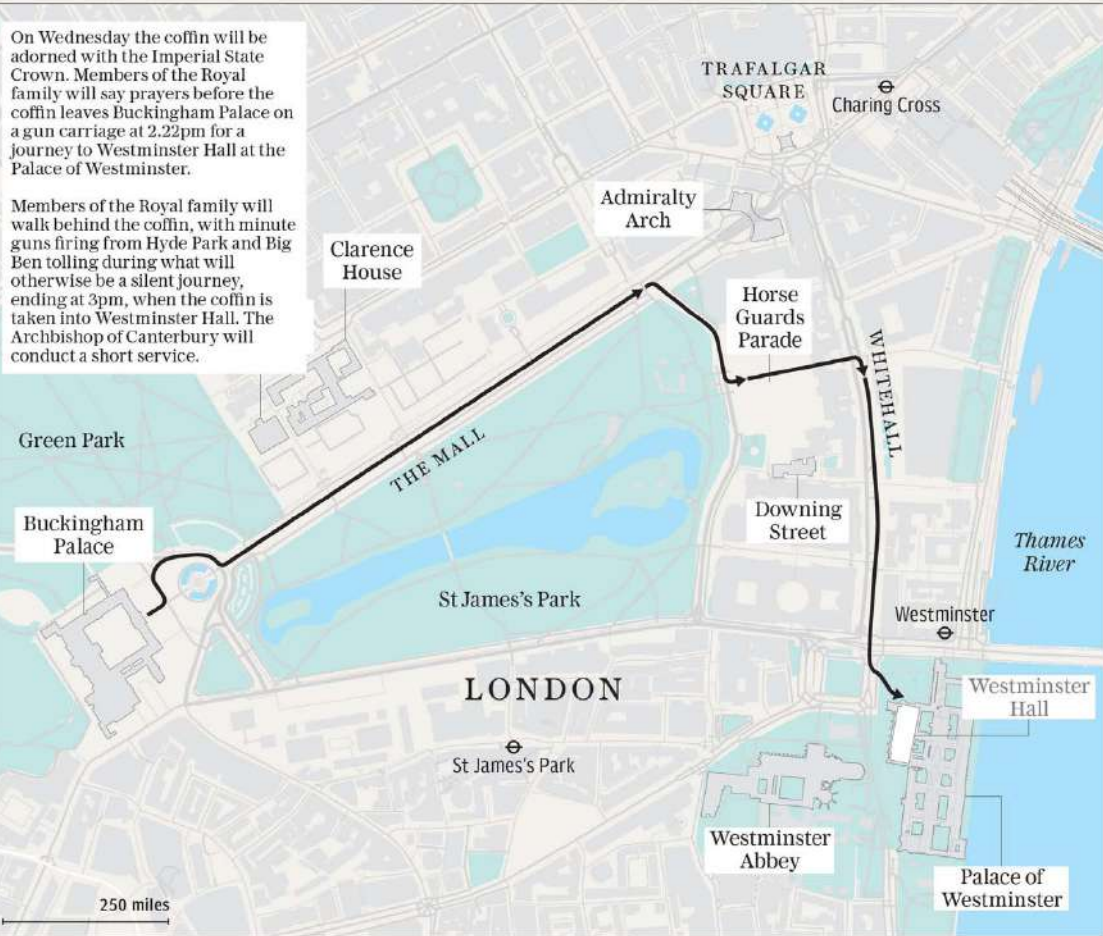 On Wednesday the coffin will be
adorned with the Imperial State
Crown. Members of the Royal
family will say prayers before the
coffin leaves Buckingham Palace on
a gun carriage at 2.22pm for a
journey to Westminster Hall at the
Palace of Westminster.
Members of the Royal family will
walk behind the coffin, with minute
guns firing from Hyde Park and Big
Ben tolling during what will
otherwise be a silent journey,
ending at 3pm, when the coffin is
taken into Westminster Hall. The
Archbishop of Canterbury will
conduct a short service.
TRAFALGAR
SQUARE
Charing Cross
Admiralty
Arch
Clarence
House
Horse
Guards
Parade
WHITEHALL
Green Park
THE MALL
Buckingham
Palace
Downing
Street
Thames
River
St James's Park
Westminster
LONDON
Westminster
Hall
St James's Park
Westminster
Abbey
Palace of
Westminster
250 miles